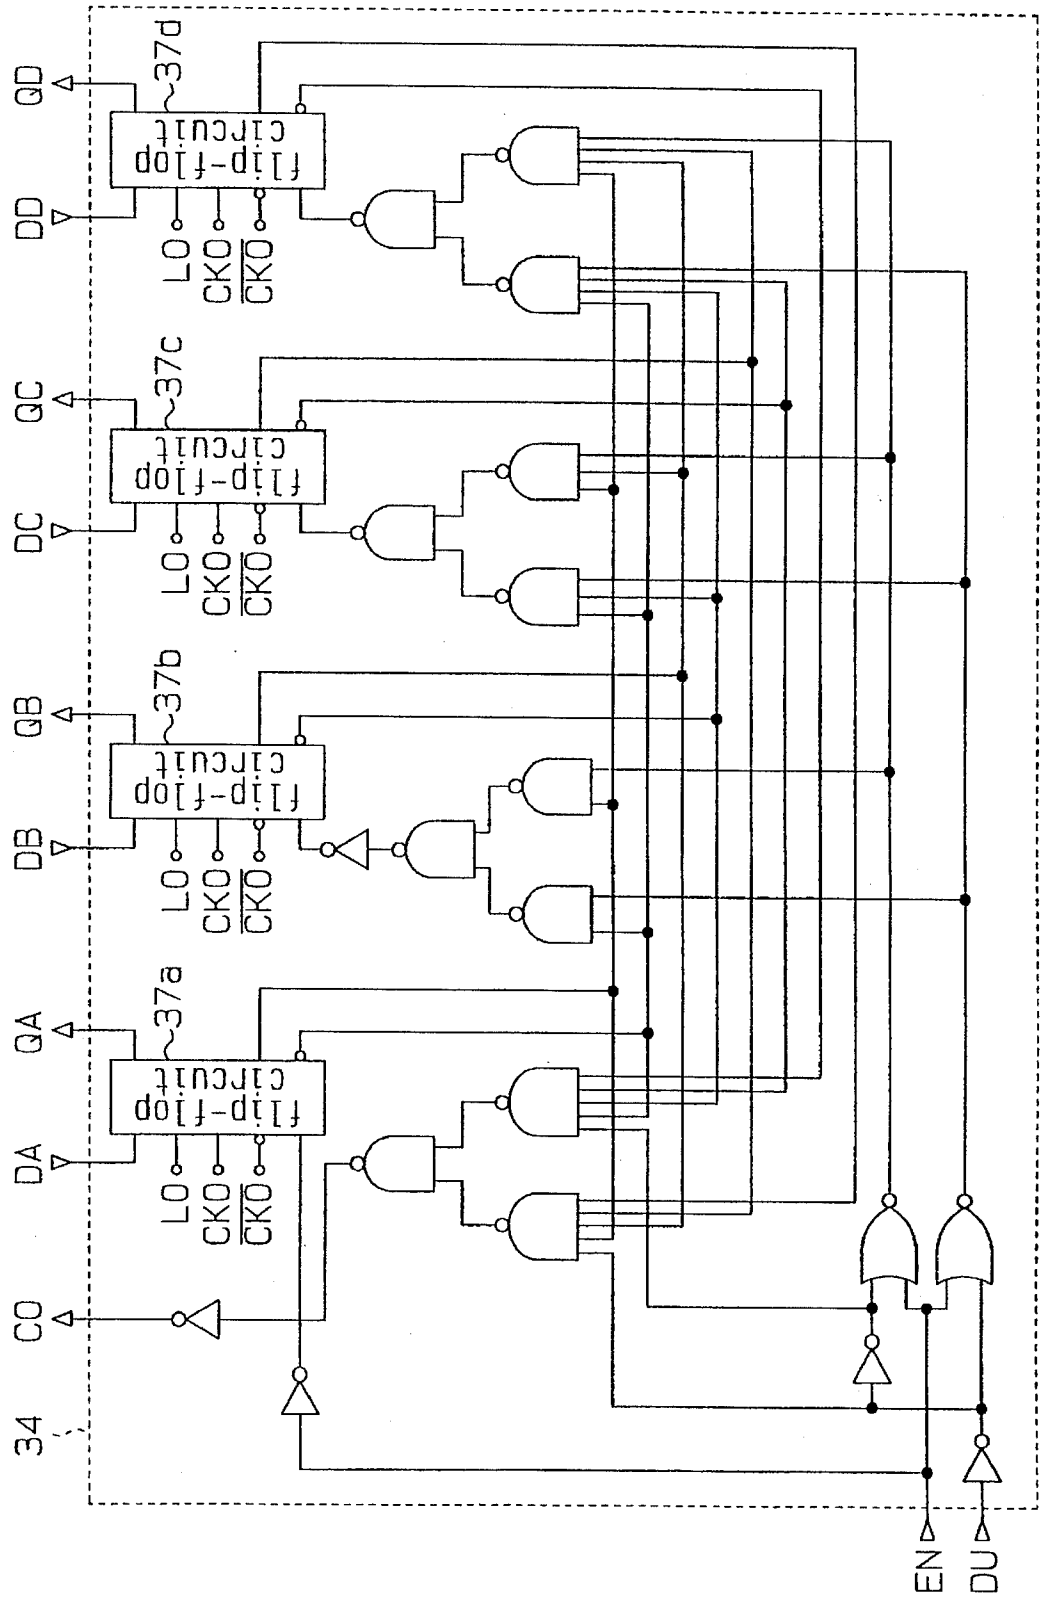 34
CO
DA
QA
DB
QB
DC
QC
DD
QD
37a
37b
37c
37d
flip-flop
circuit
LO
CKO
CKO
flip-flop
circuit
LO
CKO
CKO
flip-flop
circuit
LO
CKO
CKO
flip-flop
circuit
LO
CKO
CKO
EN
DU